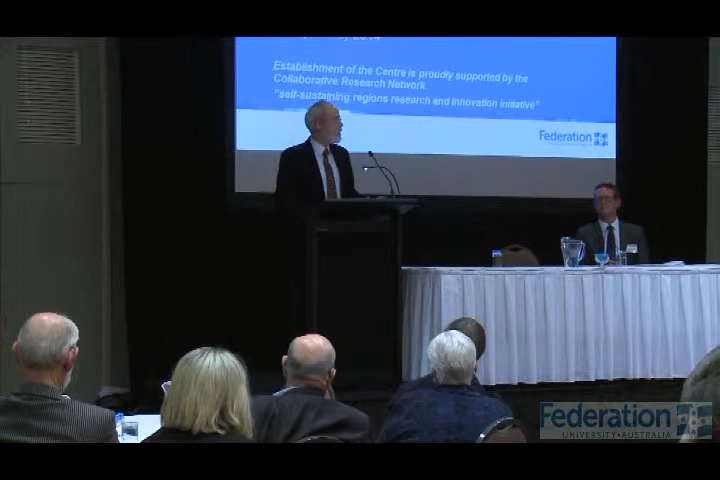 Establishment of the Centre is proudly supported by the
Collaborative Research Network
"self-sustaining regions research and innovation initiative"
Federation
Federation
UNIVERSITY • AUSTRALIA